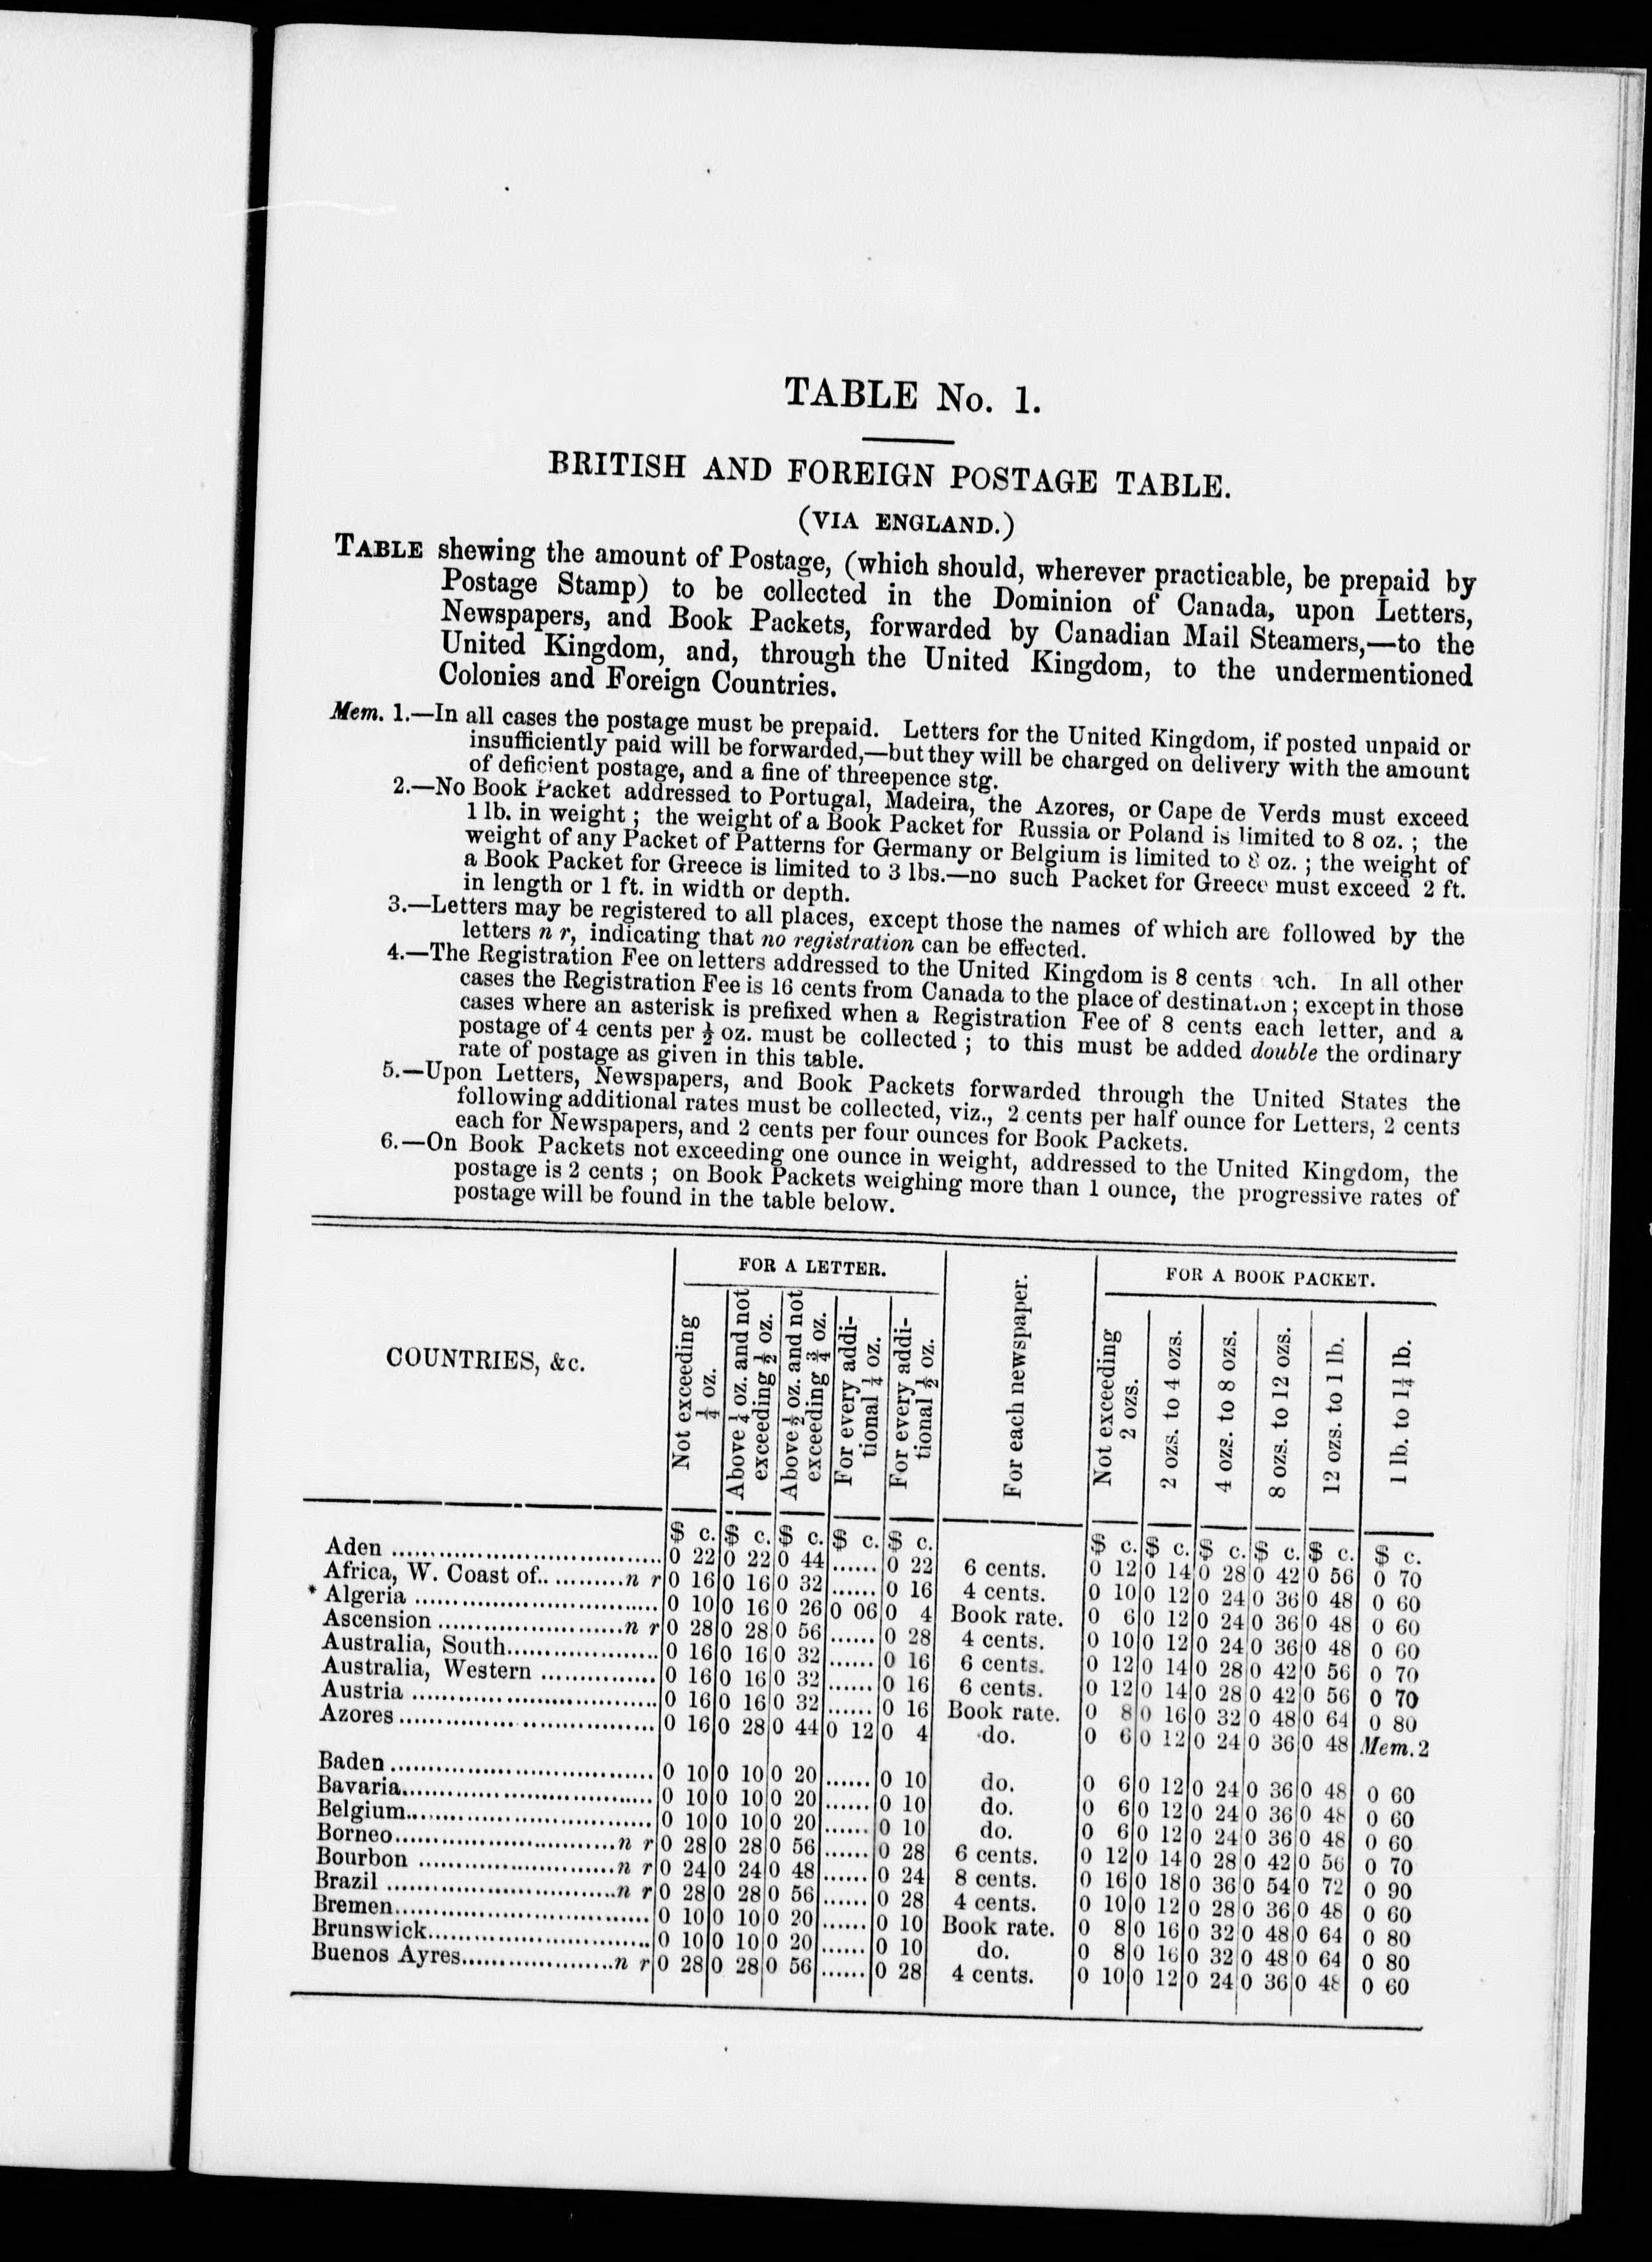 TABLE No. 1.
BRITISH AND FOREIGN POSTAGE TABLE.
(VIA ENGLAND.)
TABLE shewing the amount of Postage, (which should, wherever practicable, be prepaid by
Postage Stamp) to be collected in the Dominion of Canada, upon Letters,
Newspapers, and Book Packets, forwarded by Canadian Mail Steamers,—to the
United Kingdom, and, through the United Kingdom, to the undermentioned
Colonies and Foreign Countries.
Mem. 1.—In all cases the postage must be prepaid. Letters for the United Kingdom, if posted unpaid or
insufficiently paid will be forwarded,—but they will be charged on delivery with the amount
of deficient postage, and a fine of threepence stg.
2.—No Book Packet addressed to Portugal, Madeira, the Azores, or Cape de Verds must exceed
1 lb. in weight; the weight of a Book Packet for Russia or Poland is limited to 8 oz.; the
weight of any Packet of Patterns for Germany or Belgium is limited to 8 oz.; the weight of
a Book Packet for Greece is limited to 3 lbs.—no such Packet for Greece must exceed 2 ft.
in length or 1 ft. in width or depth.
3.—Letters may be registered to all places, except those the names of which are followed by the
letters n r, indicating that no registration can be effected.
4.—The Registration Fee on letters addressed to the United Kingdom is 8 cents ach. In all other
cases the Registration Fee is 16 cents from Canada to the place of destination; except in those
cases where an asterisk is prefixed when a Registration Fee of 8 cents each letter, and a
postage of 4 cents per ½ oz. must be collected; to this must be added double the ordinary
rate of postage as given in this table.
5.—Upon Letters, Newspapers, and Book Packets forwarded through the United States the
following additional rates must be collected, viz., 2 cents per half ounce for Letters, 2 cents
each for Newspapers, and 2 cents per four ounces for Book Packets.
6.—On Book Packets not exceeding one ounce in weight, addressed to the United Kingdom, the
postage is 2 cents; on Book Packets weighing more than 1 ounce, the progressive rates of
postage will be found in the table below.
COUNTRIES, &c.
FOR A LETTER.
Not exceeding ¼ oz.
Above ¼ oz. and not exceeding ½ oz.
Above ½ oz. and not exceeding ¾ oz.
For every additional ¼ oz.
For every additional ½ oz.
For each newspaper.
FOR A BOOK PACKET.
Not exceeding 2 ozs.
2 ozs. to 4 ozs.
4 ozs. to 8 ozs.
8 ozs. to 12 ozs.
12 ozs. to 1 lb.
1 lb. to 1¼ lb.
$ c. $ c. $ c. $ c. $ c. $ c. $ c. $ c. $ c. $ c. $ c.
Aden ........ 0 22 0 22 0 44 ...... 0 22 6 cents. 0 12 0 14 0 28 0 42 0 56 0 70
Africa, W. Coast of.. ........ n r 0 16 0 16 0 32 ...... 0 16 4 cents. 0 10 0 12 0 24 0 36 0 48 0 60
* Algeria ........ 0 10 0 16 0 26 0 06 0 4 Book rate. 0 6 0 12 0 24 0 36 0 48 0 60
Ascension ........ n r 0 28 0 28 0 56 ...... 0 28 4 cents. 0 10 0 12 0 24 0 36 0 48 0 60
Australia, South........ 0 16 0 16 0 32 ...... 0 16 6 cents. 0 12 0 14 0 28 0 42 0 56 0 70
Australia, Western ........ 0 16 0 16 0 32 ...... 0 16 6 cents. 0 12 0 14 0 28 0 42 0 56 0 70
Austria ........ 0 16 0 16 0 32 ...... 0 16 Book rate. 0 8 0 16 0 32 0 48 0 64 0 80
Azores ........ 0 16 0 28 0 44 0 12 0 4 do. 0 6 0 12 0 24 0 36 0 48 Mem. 2
Baden ........ 0 10 0 10 0 20 ...... 0 10 do. 0 6 0 12 0 24 0 36 0 48 0 60
Bavaria........ 0 10 0 10 0 20 ...... 0 10 do. 0 6 0 12 0 24 0 36 0 48 0 60
Belgium........ 0 10 0 10 0 20 ...... 0 10 do. 0 6 0 12 0 24 0 36 0 48 0 60
Borneo........ n r 0 28 0 28 0 56 ...... 0 28 6 cents. 0 12 0 14 0 28 0 42 0 56 0 70
Bourbon ........ n r 0 24 0 24 0 48 ...... 0 24 8 cents. 0 16 0 18 0 36 0 54 0 72 0 90
Brazil ........ n r 0 28 0 28 0 56 ...... 0 28 4 cents. 0 10 0 12 0 28 0 36 0 48 0 60
Bremen........ 0 10 0 10 0 20 ...... 0 10 Book rate. 0 8 0 16 0 32 0 48 0 64 0 80
Brunswick........ 0 10 0 10 0 20 ...... 0 10 do. 0 8 0 16 0 32 0 48 0 64 0 80
Buenos Ayres........ n r 0 28 0 28 0 56 ...... 0 28 4 cents. 0 10 0 12 0 24 0 36 0 48 0 60